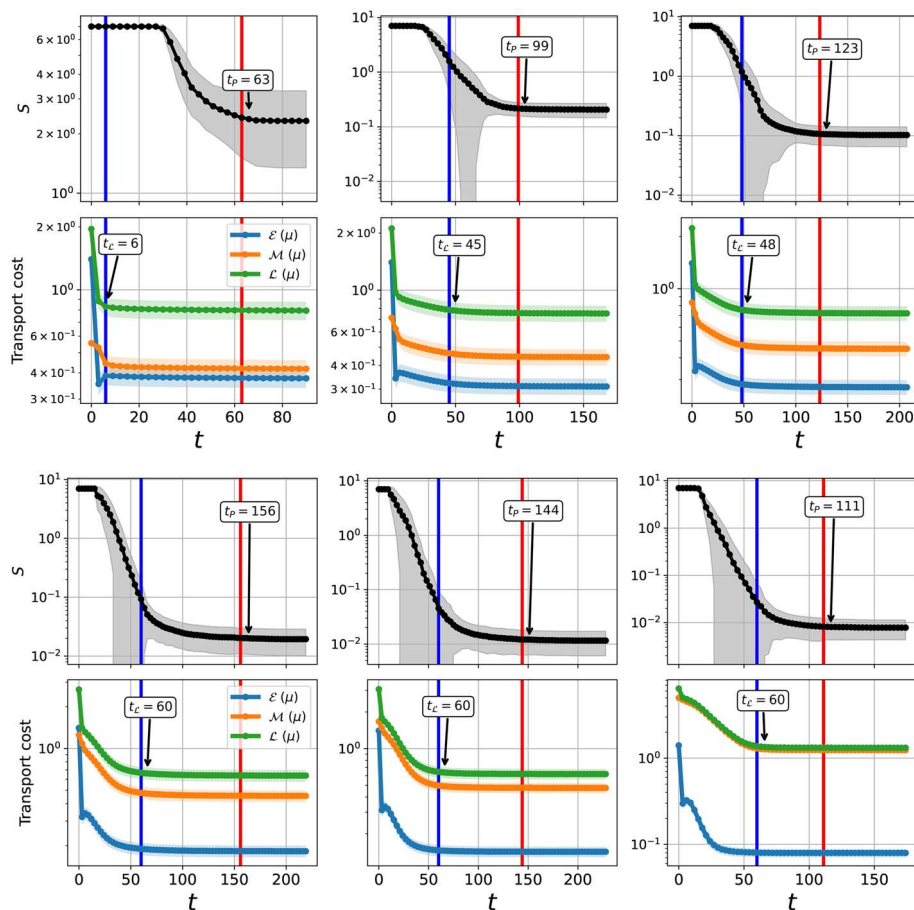 6 × 10⁰
4 × 10⁰
3 × 10⁰
2 × 10⁰
10⁰
S
t_P = 63
10¹
10⁰
10⁻¹
10⁻²
t_P = 99
10¹
10⁰
10⁻¹
10⁻²
t_P = 123
2 × 10⁰
10⁰
6 × 10⁻¹
4 × 10⁻¹
3 × 10⁻¹
Transport cost
t_ℒ = 6
ℰ (μ)
ℳ (μ)
ℒ (μ)
0 20 40 60 80
t
2 × 10⁰
10⁰
6 × 10⁻¹
4 × 10⁻¹
3 × 10⁻¹
t_ℒ = 45
0 50 100 150
t
10⁰
t_ℒ = 48
0 50 100 150 200
t
10¹
10⁰
10⁻¹
10⁻²
S
t_P = 156
10¹
10⁰
10⁻¹
10⁻²
t_P = 144
10¹
10⁰
10⁻¹
10⁻²
t_P = 111
10⁰
Transport cost
t_ℒ = 60
ℰ (μ)
ℳ (μ)
ℒ (μ)
0 50 100 150 200
t
10⁰
t_ℒ = 60
0 50 100 150 200
t
10⁰
10⁻¹
t_ℒ = 60
0 50 100 150
t